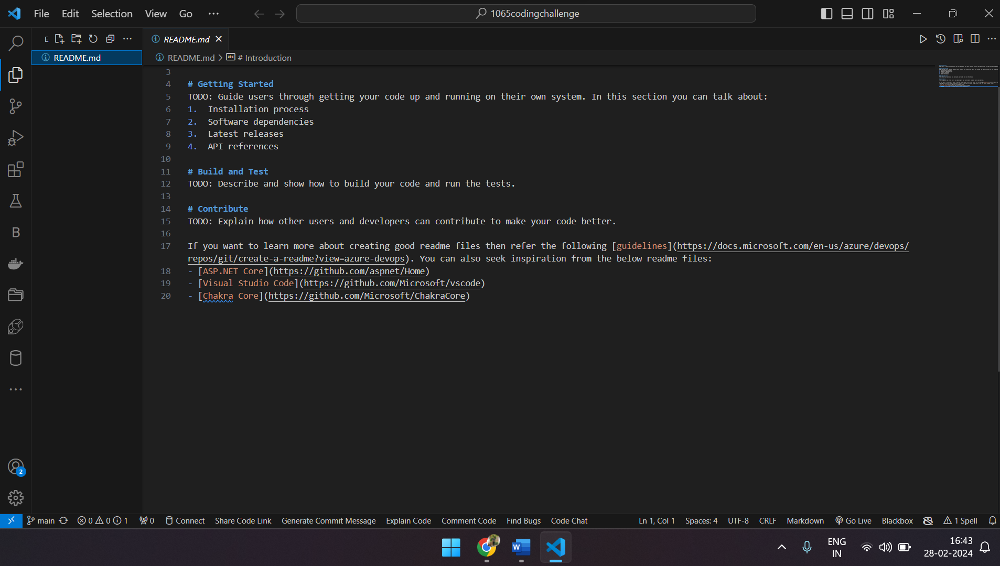 File Edit Selection View Go ··· 1065codingchallenge
E
README.md
README.md
README.md > # Introduction
3
4 # Getting Started
5 TODO: Guide users through getting your code up and running on their own system. In this section you can talk about:
6 1. Installation process
7 2. Software dependencies
8 3. Latest releases
9 4. API references
10
11 # Build and Test
12 TODO: Describe and show how to build your code and run the tests.
13
14 # Contribute
15 TODO: Explain how other users and developers can contribute to make your code better.
16
17 If you want to learn more about creating good readme files then refer the following [guidelines](https://docs.microsoft.com/en-us/azure/devops/
repos/git/create-a-readme?view=azure-devops). You can also seek inspiration from the below readme files:
18 - [ASP.NET Core](https://github.com/aspnet/Home)
19 - [Visual Studio Code](https://github.com/Microsoft/vscode)
20 - [Chakra Core](https://github.com/Microsoft/ChakraCore)
B
2
main 0 0 1 0 Connect Share Code Link Generate Commit Message Explain Code Comment Code Find Bugs Code Chat Ln 1, Col 1 Spaces: 4 UTF-8 CRLF Markdown Go Live Blackbox 1 Spell
W
ENG
IN
16:43
28-02-2024